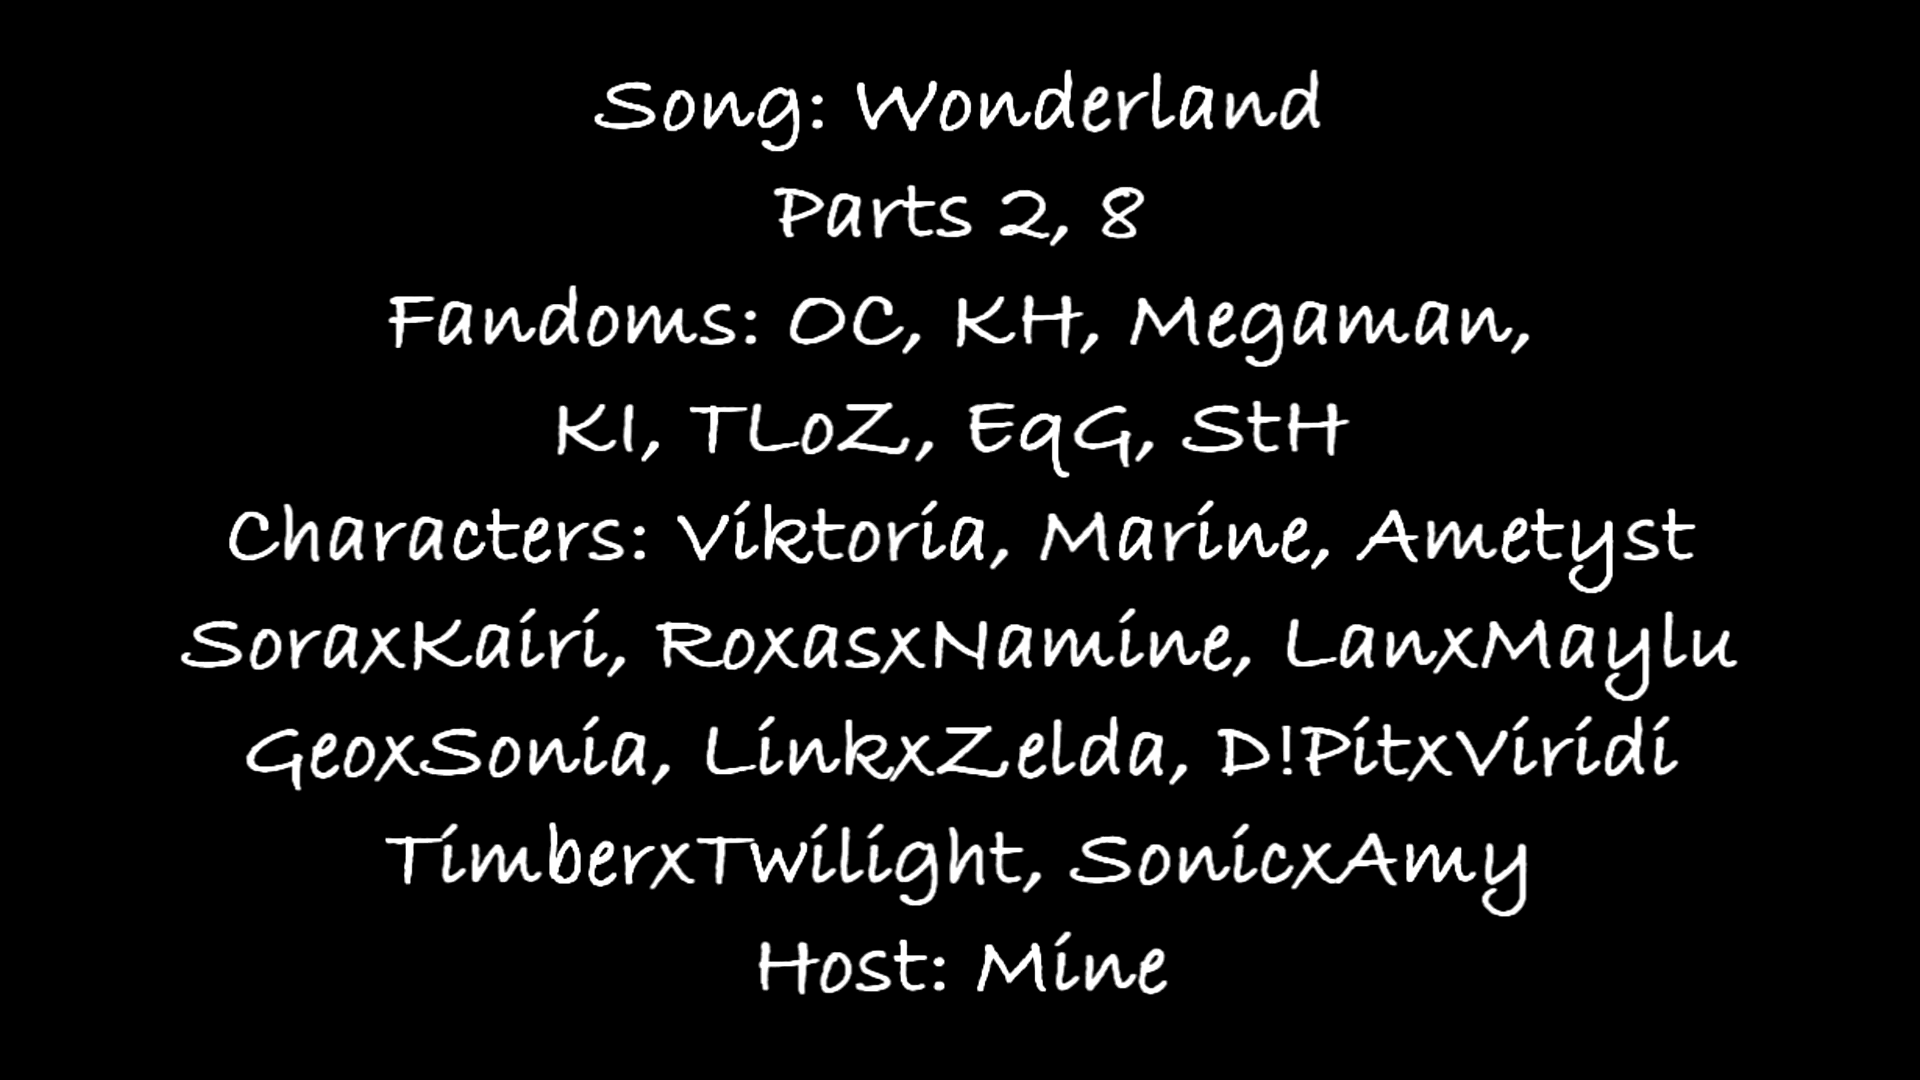 Song: Wonderland
Parts 2, 8
Fandoms: OC, KH, Megaman,
KI, TLoZ, EqG, StH
Characters: Viktoria, Marine, Ametyst
SoraxKairi, RoxasxNamine, LanxMaylu
GeoxSonia, LinkxZelda, D!PitxViridi
TimberxTwilight, SonicxAmy
Host: Mine